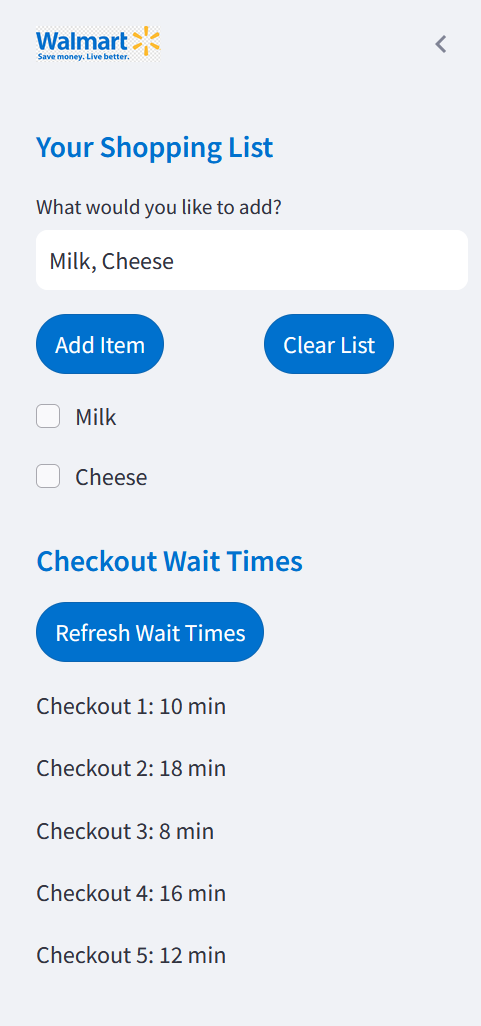 Walmart
Save money. Live better.
Your Shopping List
What would you like to add?
Milk, Cheese
Add Item Clear List
Milk
Cheese
Checkout Wait Times
Refresh Wait Times
Checkout 1: 10 min
Checkout 2: 18 min
Checkout 3: 8 min
Checkout 4: 16 min
Checkout 5: 12 min